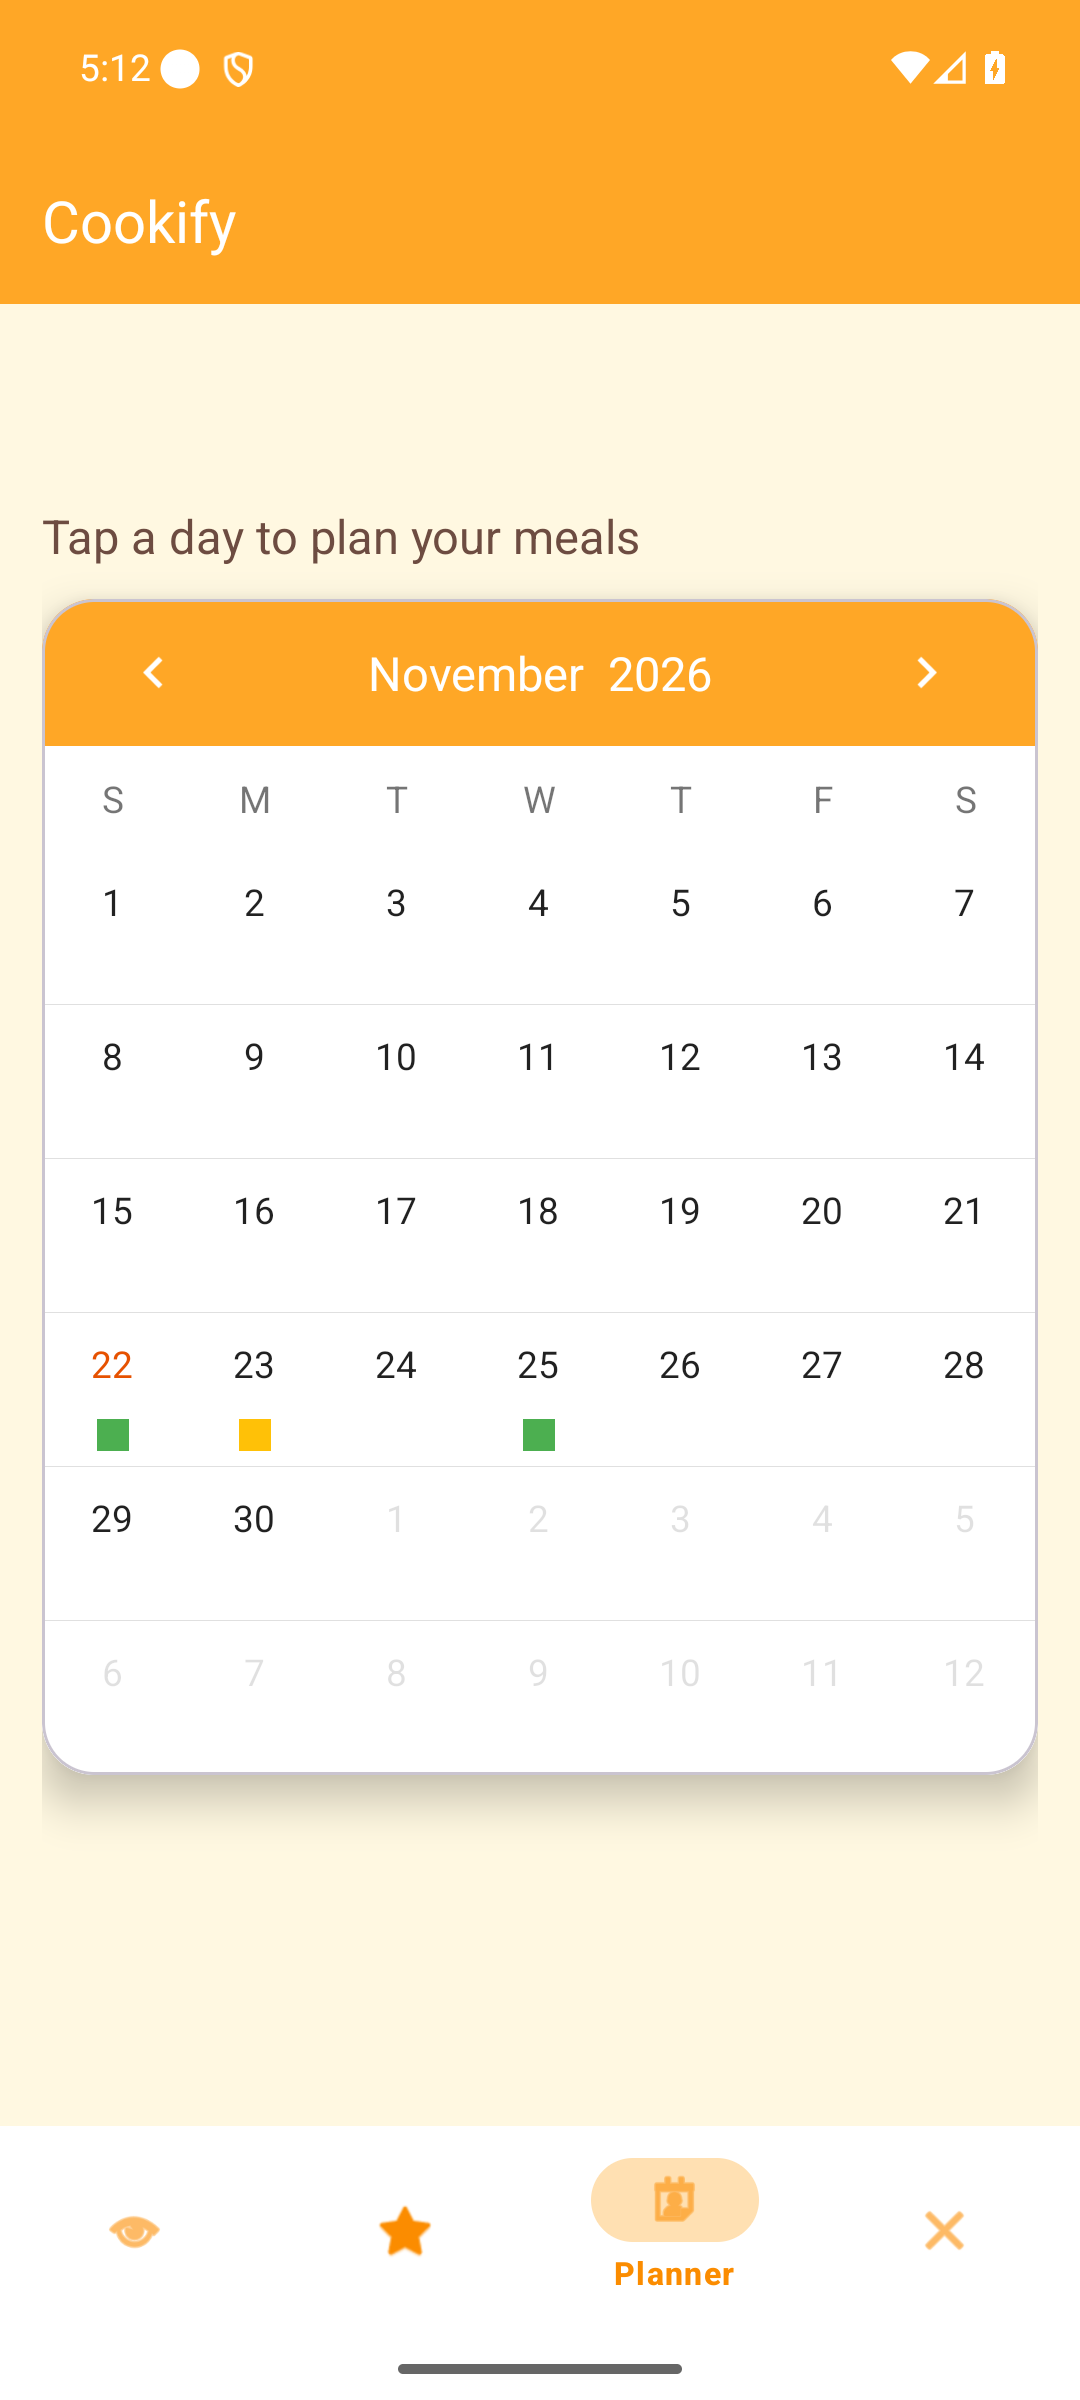 5:12
Cookify
Tap a day to plan your meals
November 2026
S M T W T F S
1 2 3 4 5 6 7
8 9 10 11 12 13 14
15 16 17 18 19 20 21
22 23 24 25 26 27 28
29 30 1 2 3 4 5
6 7 8 9 10 11 12
Planner